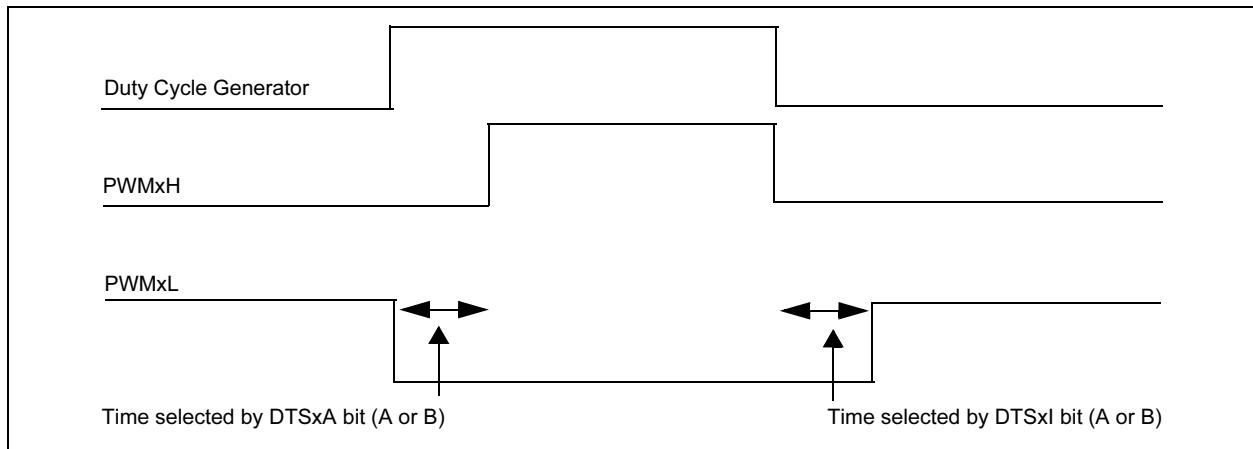 Duty Cycle Generator
PWMxH
PWMxL
Time selected by DTSxA bit (A or B)
Time selected by DTSxI bit (A or B)